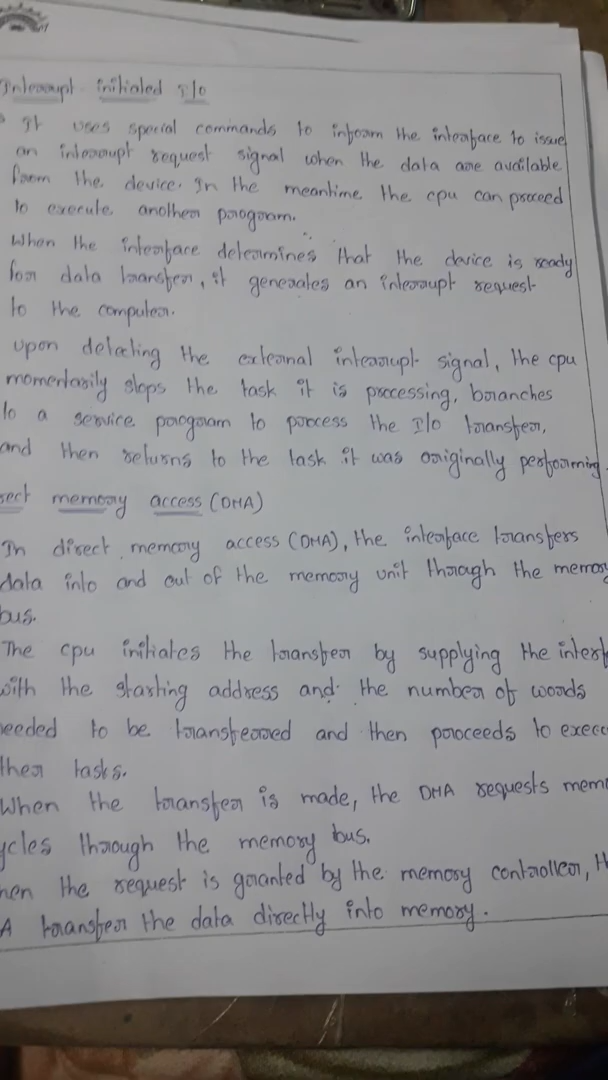 Interrupt initiated I/O
It uses special commands to inform the interface to issue
an interrupt request signal when the data are available
from the device. In the meantime the cpu can proceed
to execute another program.
When the interface determines that the device is ready
for data transfer, it generates an interrupt request
to the computer.
upon detecting the external interrupt signal, the cpu
momentarily stops the task it is processing, branches
to a service program to process the I/O transfer,
and then returns to the task it was originally performing.
rect memory access (DMA)
In direct memory access (DMA), the interface transfers
data into and out of the memory unit through the memory
bus.
The cpu initiates the transfer by supplying the interf
with the starting address and the number of words
needed to be transferred and then proceeds to exec
ther tasks.
When the transfer is made, the DMA requests memo
ycles through the memory bus.
hen the request is granted by the memory controller, th
A transfer the data directly into memory.